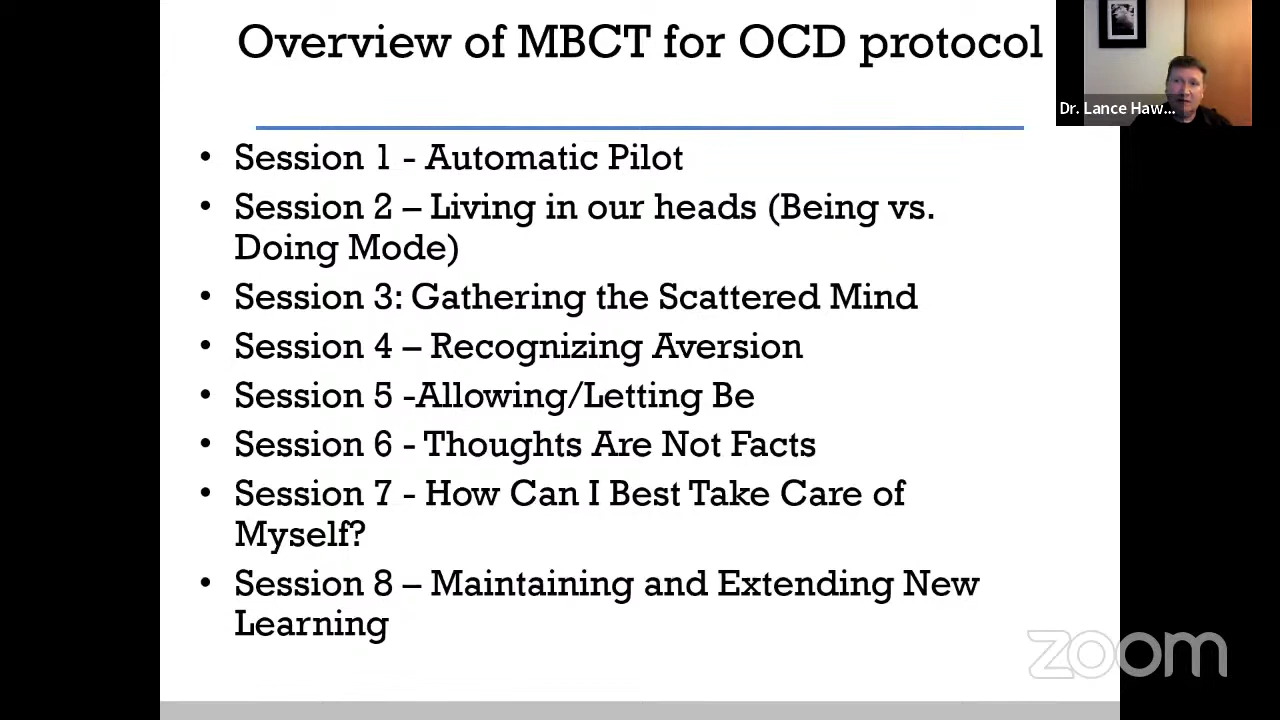 Overview of MBCT for OCD protocol
Dr. Lance Haw...
• Session 1 - Automatic Pilot
• Session 2 – Living in our heads (Being vs.
Doing Mode)
• Session 3: Gathering the Scattered Mind
• Session 4 – Recognizing Aversion
• Session 5 -Allowing/Letting Be
• Session 6 - Thoughts Are Not Facts
• Session 7 - How Can I Best Take Care of
Myself?
• Session 8 – Maintaining and Extending New
Learning
zoom